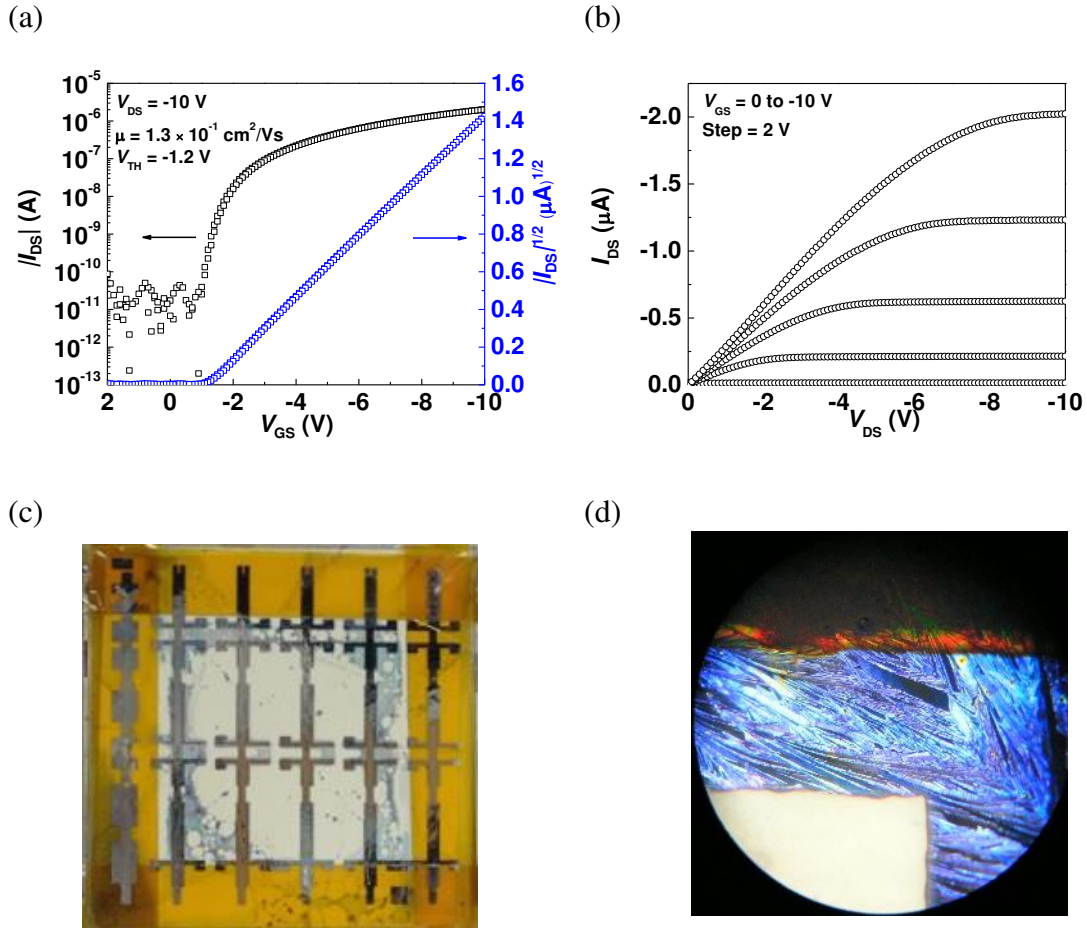 (a)
(b)
10⁻⁵
10⁻⁶
10⁻⁷
10⁻⁸
10⁻⁹
10⁻¹⁰
10⁻¹¹
10⁻¹²
10⁻¹³
|I_DS| (A)
V_DS = -10 V
μ = 1.3 × 10⁻¹ cm²/Vs
V_TH = -1.2 V
1.6
1.4
1.2
1.0
0.8
0.6
0.4
0.2
0.0
|I_DS|^1/2 (μA)^1/2
2 0 -2 -4 -6 -8 -10
V_GS (V)
-2.0
-1.5
-1.0
-0.5
0.0
I_DS (μA)
V_GS = 0 to -10 V
Step = 2 V
0 -2 -4 -6 -8 -10
V_DS (V)
(c)
(d)